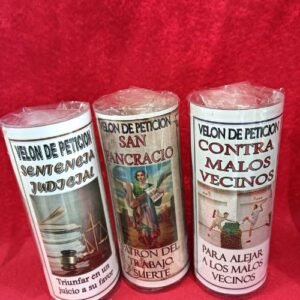 VELON DE PETICION
SENTENCIA
JUDICIAL
Triunfar en un
juicio a su favor
VELON DE PETICION
SAN
PANCRACIO
PATRON DEL
TRABAJO
SUERTE
VELON DE PETICION
CONTRA
MALOS
VECINOS
PARA ALEJAR
A LOS MALOS
VECINOS